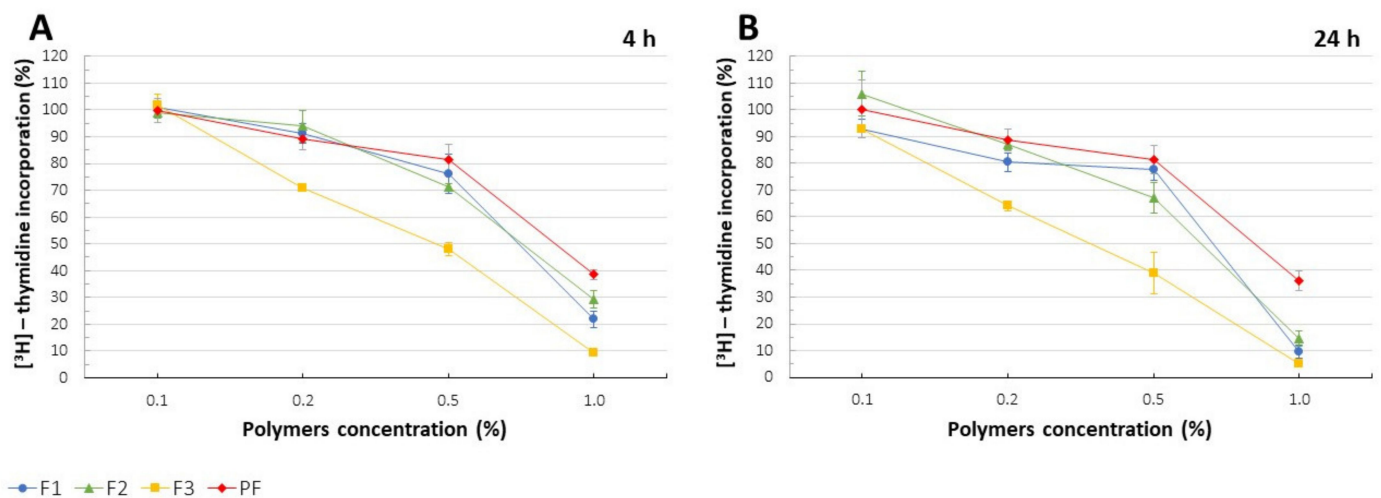 A
4 h
[³H] – thymidine incorporation (%)
120
110
100
90
80
70
60
50
40
30
20
10
0
0.1 0.2 0.5 1.0
Polymers concentration (%)
B
24 h
[³H] – thymidine incorporation (%)
120
110
100
90
80
70
60
50
40
30
20
10
0
0.1 0.2 0.5 1.0
Polymers concentration (%)
F1 F2 F3 PF